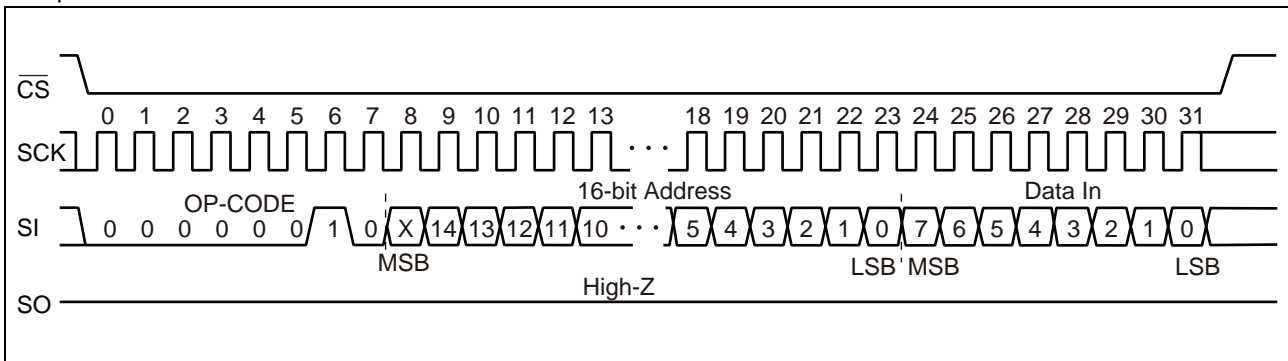 CS
0 1 2 3 4 5 6 7 8 9 10 11 12 13 18 19 20 21 22 23 24 25 26 27 28 29 30 31
SCK
···
OP-CODE 16-bit Address Data In
SI 0 0 0 0 0 0 1 0 X 14 13 12 11 10 ··· 5 4 3 2 1 0 7 6 5 4 3 2 1 0
MSB LSB MSB LSB
High-Z
SO